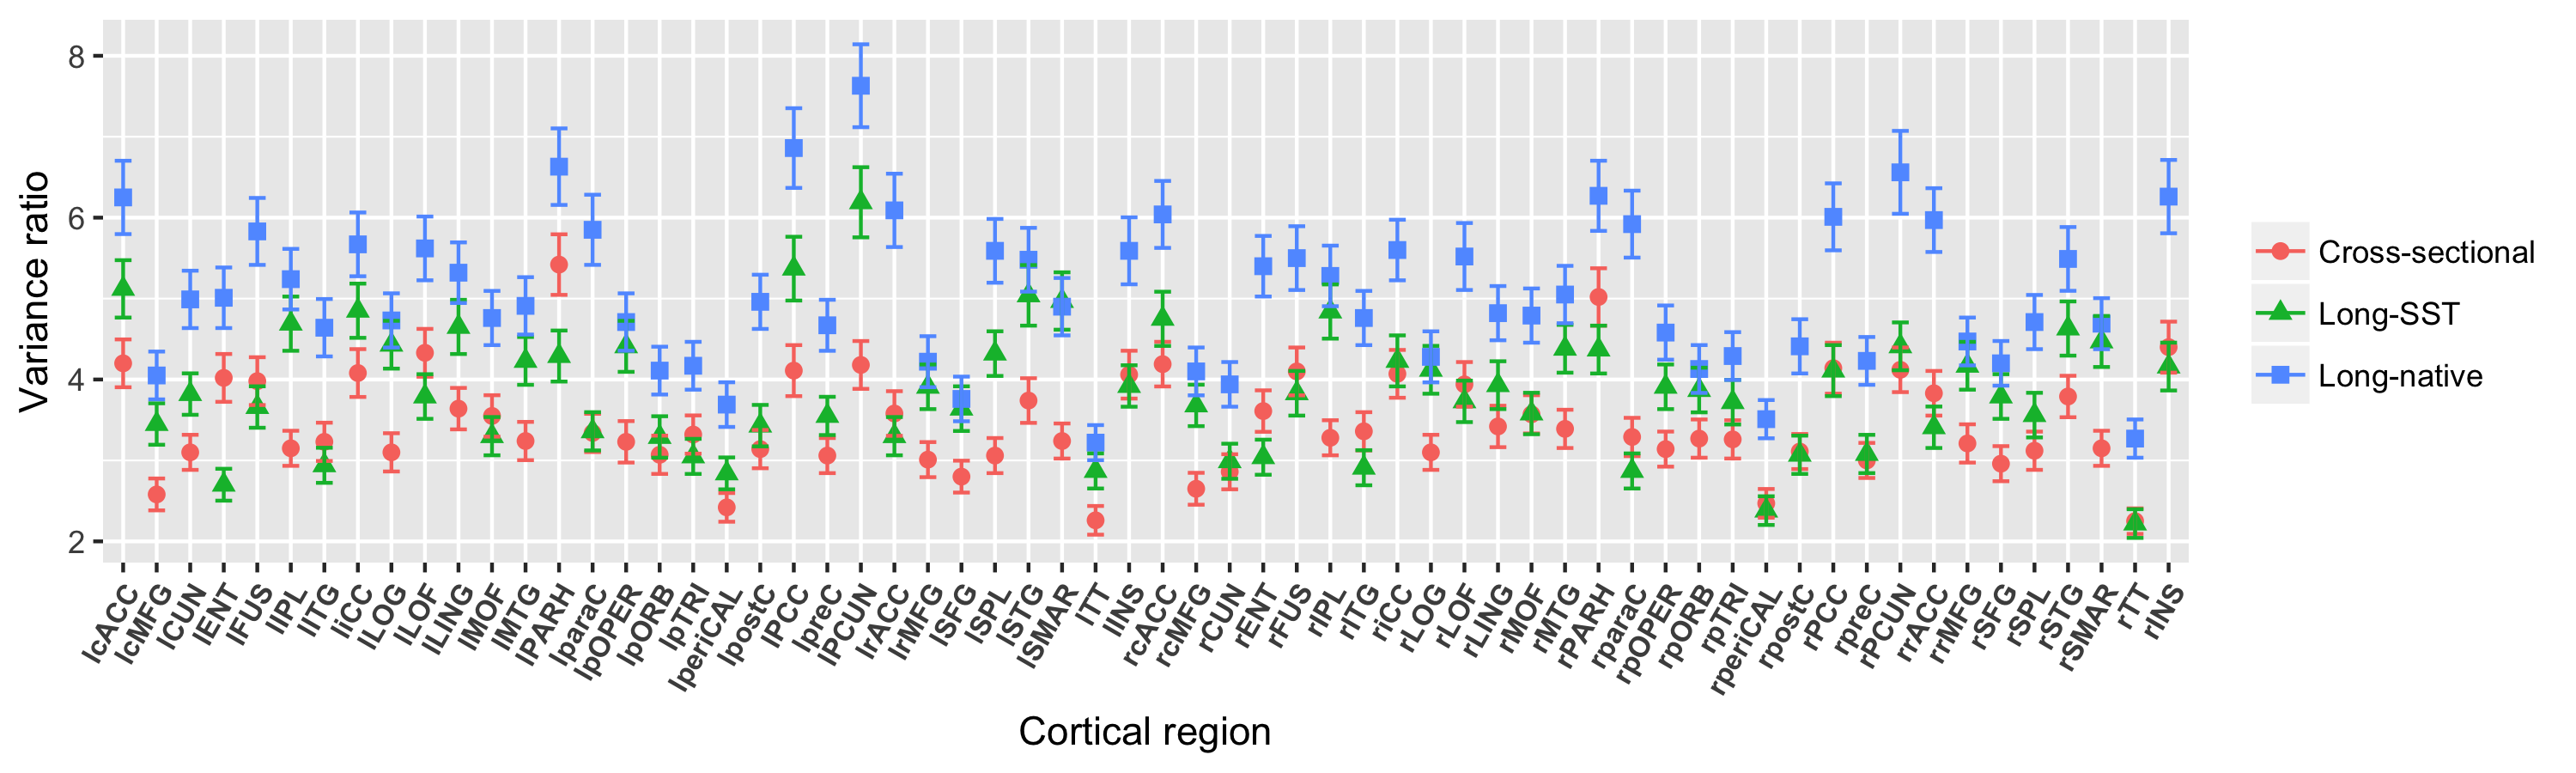 Variance ratio
8
6
4
2
lcACC
lcMFG
lCUN
lENT
lFUS
lIPL
lITG
liCC
lLOG
lLOF
lLING
lMOF
lMTG
lPARH
lparaC
lpOPER
lpORB
lpTRI
lperiCAL
lpostC
lPCC
lpreC
lPCUN
lrACC
lrMFG
lSFG
lSPL
lSTG
lSMAR
lTT
lINS
rcACC
rcMFG
rCUN
rENT
rFUS
rIPL
rITG
riCC
rLOG
rLOF
rLING
rMOF
rMTG
rPARH
rparaC
rpOPER
rpORB
rpTRI
rperiCAL
rpostC
rPCC
rpreC
rPCUN
rrACC
rrMFG
rSFG
rSPL
rSTG
rSMAR
rTT
rINS
Cortical region
Cross-sectional
Long-SST
Long-native